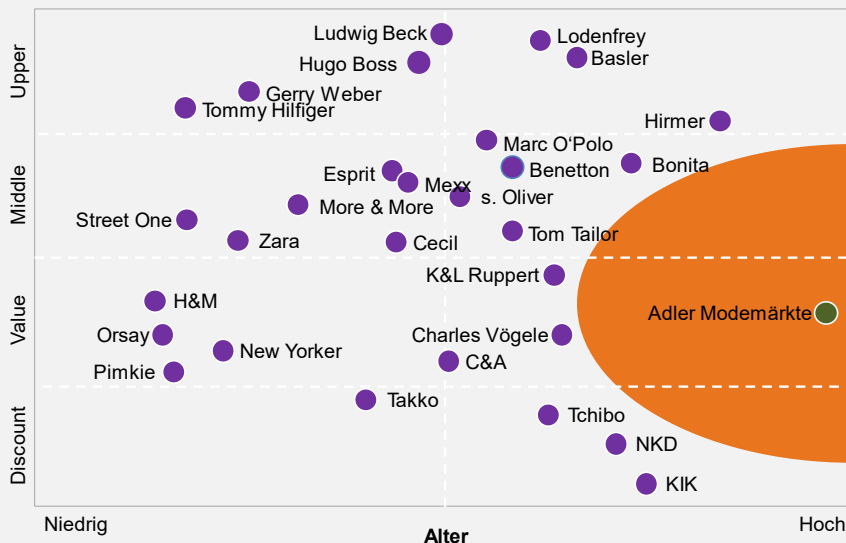 Upper
Ludwig Beck
Lodenfrey
Hugo Boss
Basler
Gerry Weber
Tommy Hilfiger
Hirmer
Middle
Marc O‘Polo
Esprit
Benetton
Bonita
Mexx
s. Oliver
More & More
Street One
Tom Tailor
Zara
Cecil
Value
K&L Ruppert
H&M
Adler Modemärkte
Orsay
Charles Vögele
New Yorker
C&A
Pimkie
Discount
Takko
Tchibo
NKD
KIK
Niedrig
Alter
Hoch